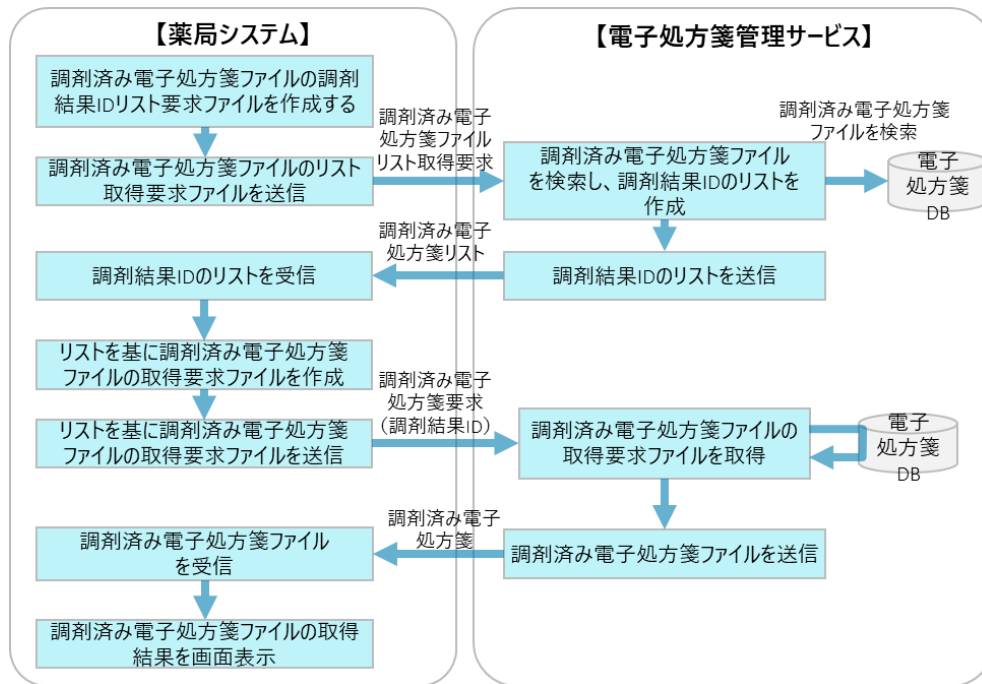 【薬局システム】
【電子処方箋管理サービス】
調剤済み電子処方箋ファイルの調剤
結果IDリスト要求ファイルを作成する
調剤済み電子処方箋ファイルのリスト
取得要求ファイルを送信
調剤済み電子
処方箋ファイル
リスト取得要求
調剤済み電子処方箋ファイル
を検索し、調剤結果IDのリストを
作成
調剤済み電子処方箋
ファイルを検索
電子
処方箋
DB
調剤結果IDのリストを送信
調剤済み電子
処方箋リスト
調剤結果IDのリストを受信
リストを基に調剤済み電子処方箋
ファイルの取得要求ファイルを作成
リストを基に調剤済み電子処方箋
ファイルの取得要求ファイルを送信
調剤済み電子
処方箋要求
（調剤結果ID）
調剤済み電子処方箋ファイルの
取得要求ファイルを取得
電子
処方箋
DB
調剤済み電子処方箋ファイルを送信
調剤済み電子
処方箋
調剤済み電子処方箋ファイル
を受信
調剤済み電子処方箋ファイルの取得
結果を画面表示